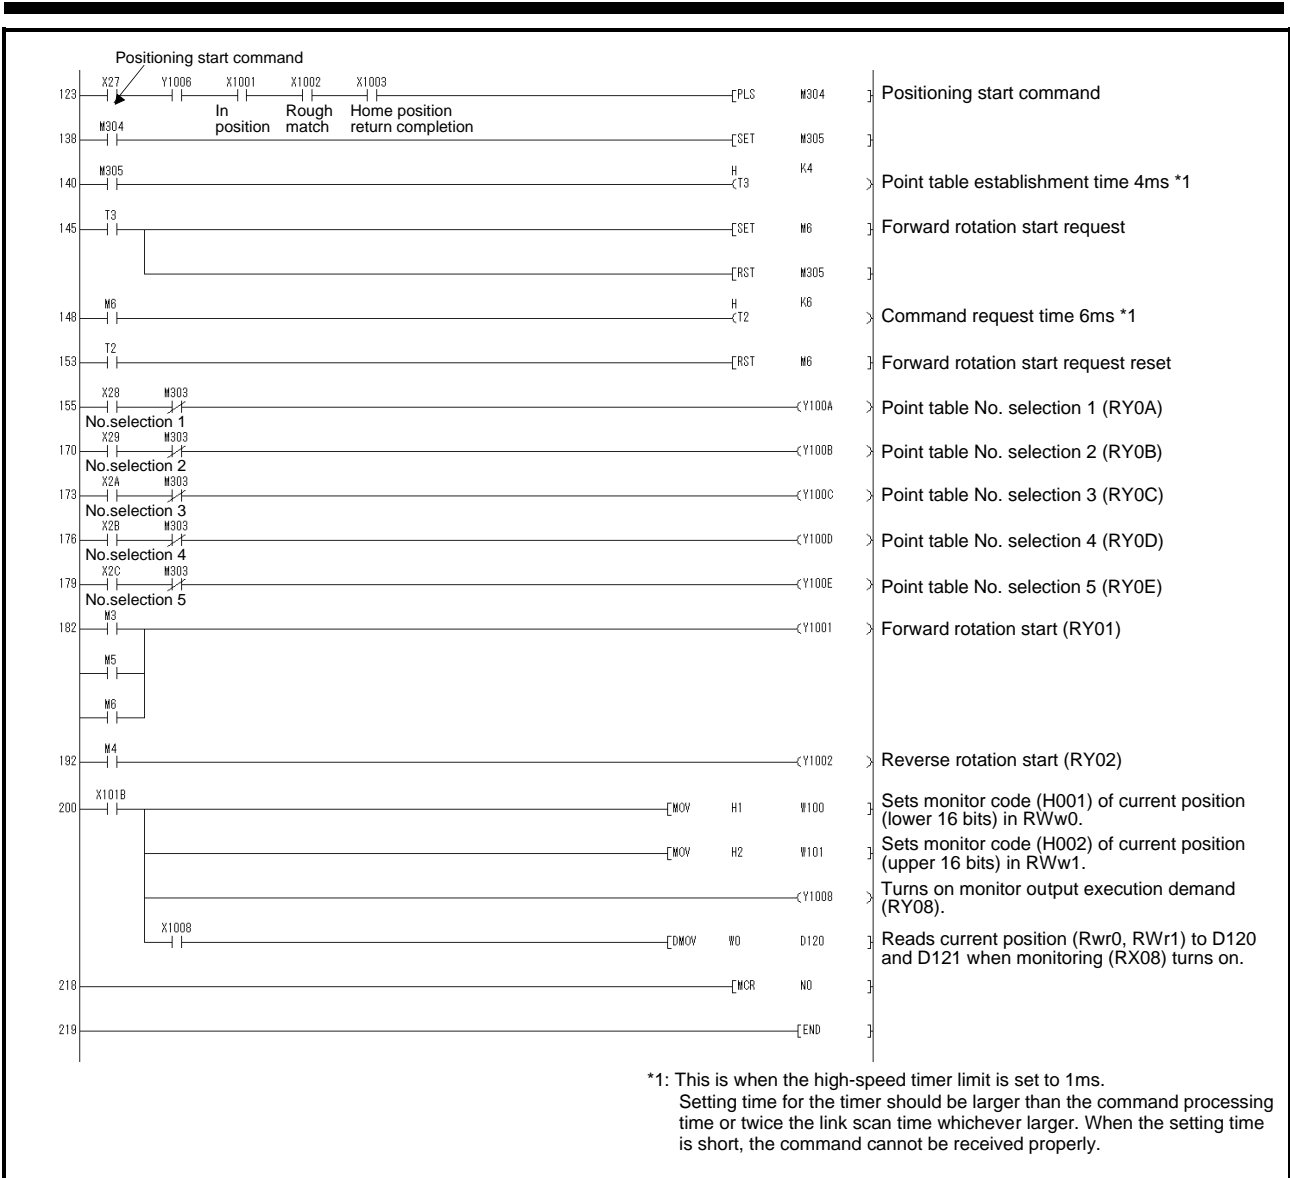 Positioning start command
X27 Y1006 X1001 X1002 X1003
123 [PLS M304 ] Positioning start command
In position Rough match Home position return completion
M304
138 [SET M305 ]
M305 H K4
140 (T3 ) Point table establishment time 4ms *1
T3
145 [SET M6 ] Forward rotation start request
[RST M305 ]
M6 H K6
148 (T2 ) Command request time 6ms *1
T2
153 [RST M6 ] Forward rotation start request reset
X28 M303
155 (Y100A ) Point table No. selection 1 (RY0A)
No.selection 1
X29 M303
170 (Y100B ) Point table No. selection 2 (RY0B)
No.selection 2
X2A M303
173 (Y100C ) Point table No. selection 3 (RY0C)
No.selection 3
X2B M303
176 (Y100D ) Point table No. selection 4 (RY0D)
No.selection 4
X2C M303
179 (Y100E ) Point table No. selection 5 (RY0E)
No.selection 5
M3
182 (Y1001 ) Forward rotation start (RY01)
M5
M6
M4
192 (Y1002 ) Reverse rotation start (RY02)
X101B
200 [MOV H1 W100 ] Sets monitor code (H001) of current position
(lower 16 bits) in RWw0.
[MOV H2 W101 ] Sets monitor code (H002) of current position
(upper 16 bits) in RWw1.
(Y1008 ) Turns on monitor output execution demand
(RY08).
X1008
[DMOV W0 D120 ] Reads current position (Rwr0, RWr1) to D120
and D121 when monitoring (RX08) turns on.
218 [MCR N0 ]
219 [END ]
*1: This is when the high-speed timer limit is set to 1ms.
Setting time for the timer should be larger than the command processing
time or twice the link scan time whichever larger. When the setting time
is short, the command cannot be received properly.